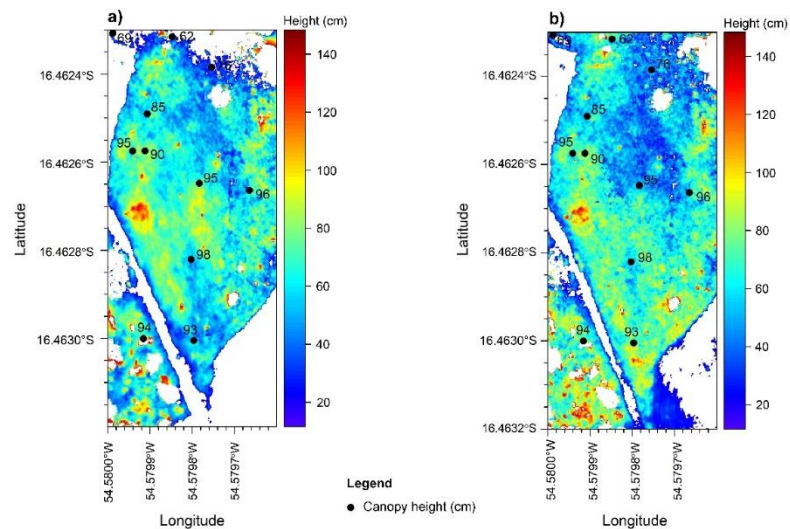 a)
Height (cm)
69
62
85
95
90
95
96
98
94
93
140
120
100
80
60
40
20
16.4624°S
16.4626°S
16.4628°S
16.4630°S
Latitude
54.5800°W
54.5799°W
54.5798°W
54.5797°W
Longitude
b)
Height (cm)
62
76
85
95
90
95
96
98
94
93
140
120
100
80
60
40
20
16.4624°S
16.4626°S
16.4628°S
16.4630°S
16.4632°S
Latitude
54.5800°W
54.5799°W
54.5798°W
54.5797°W
Longitude
Legend
Canopy height (cm)